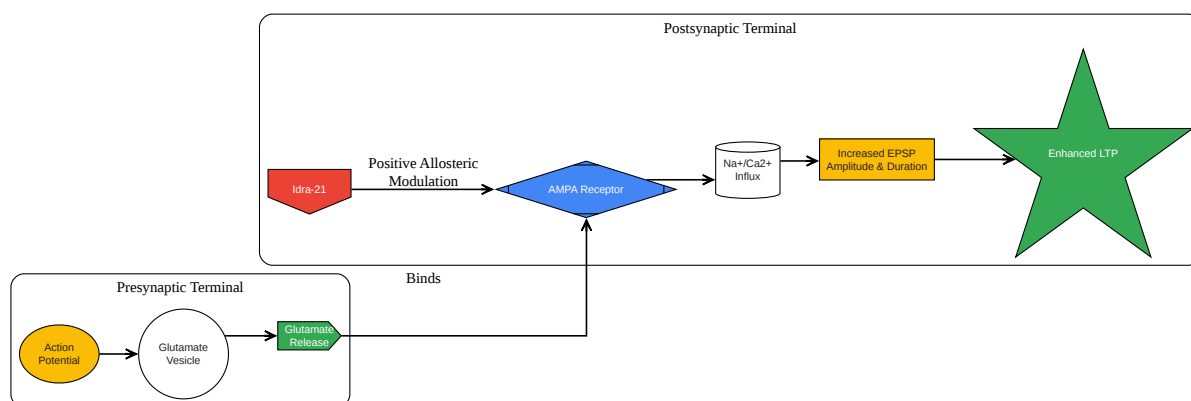 Postsynaptic Terminal
Idra-21
Positive Allosteric
Modulation
AMPA Receptor
Na+/Ca2+
Influx
Increased EPSP
Amplitude & Duration
Enhanced LTP
Binds
Presynaptic Terminal
Action
Potential
Glutamate
Vesicle
Glutamate
Release